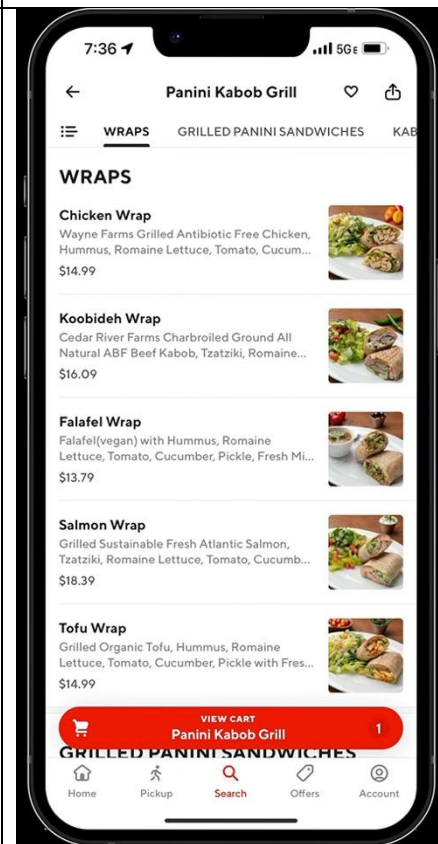 7:36
5GE
Panini Kabob Grill
WRAPS GRILLED PANINI SANDWICHES KAB
WRAPS
Chicken Wrap
Wayne Farms Grilled Antibiotic Free Chicken,
Hummus, Romaine Lettuce, Tomato, Cucum...
$14.99
Koobideh Wrap
Cedar River Farms Charbroiled Ground All
Natural ABF Beef Kabob, Tzatziki, Romaine...
$16.09
Falafel Wrap
Falafel(vegan) with Hummus, Romaine
Lettuce, Tomato, Cucumber, Pickle, Fresh Mi...
$13.79
Salmon Wrap
Grilled Sustainable Fresh Atlantic Salmon,
Tzatziki, Romaine Lettuce, Tomato, Cucumb...
$18.39
Tofu Wrap
Grilled Organic Tofu, Hummus, Romaine
Lettuce, Tomato, Cucumber, Pickle with Fres...
$14.99
VIEW CART
Panini Kabob Grill 1
GRILLED PANINI SANDWICHES
Home Pickup Search Offers Account